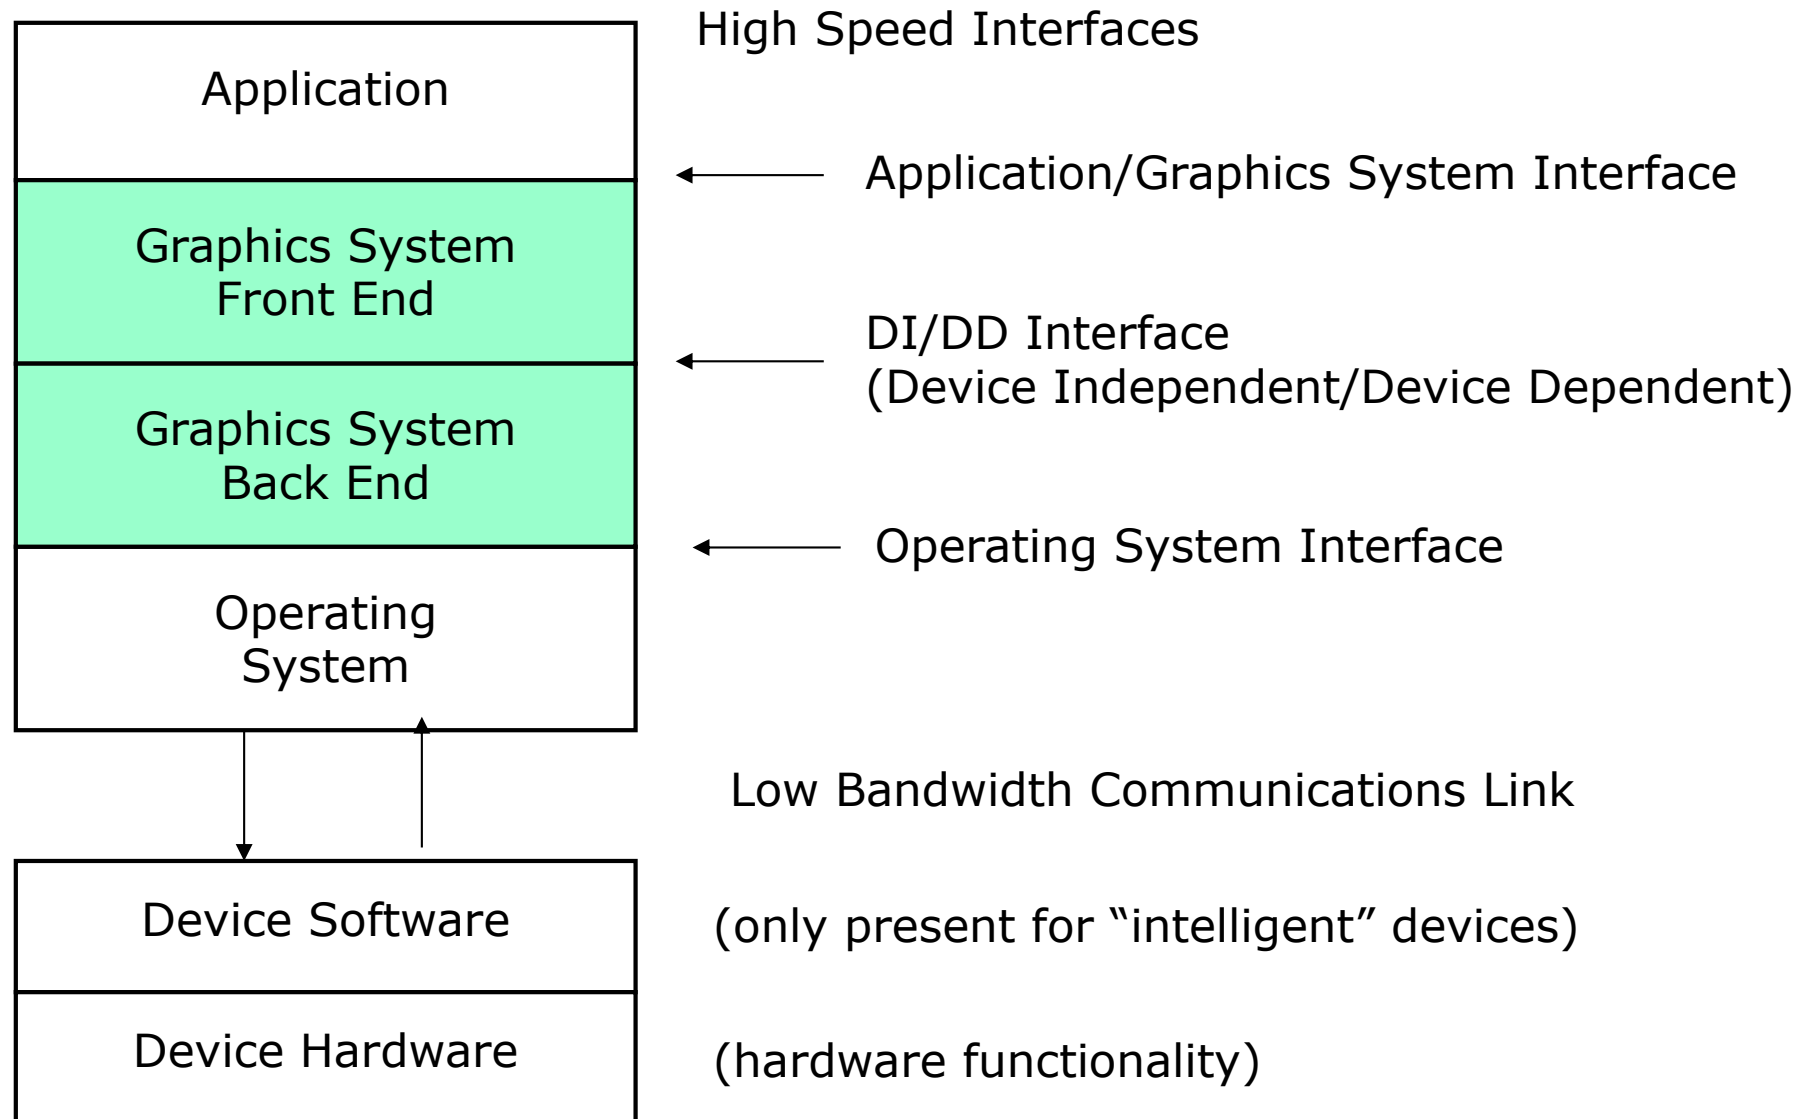 High Speed Interfaces
Application
Application/Graphics System Interface
Graphics System
Front End
DI/DD Interface
(Device Independent/Device Dependent)
Graphics System
Back End
Operating System Interface
Operating
System
Low Bandwidth Communications Link
Device Software
(only present for “intelligent” devices)
Device Hardware
(hardware functionality)